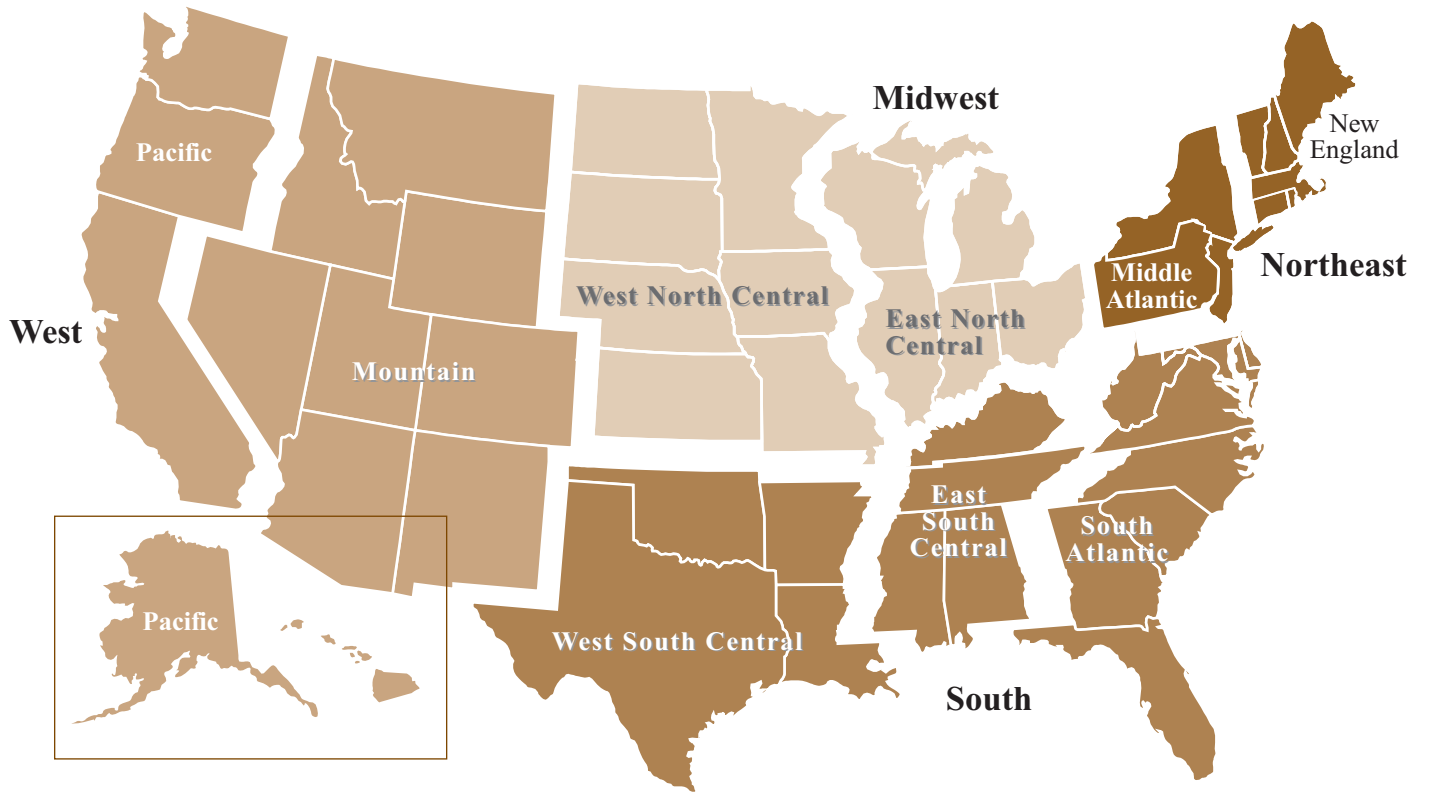 Midwest
New
England
Pacific
Northeast
Middle
Atlantic
West North Central
East North
Central
West
Mountain
East
South
Central
South
Atlantic
Pacific
West South Central
South